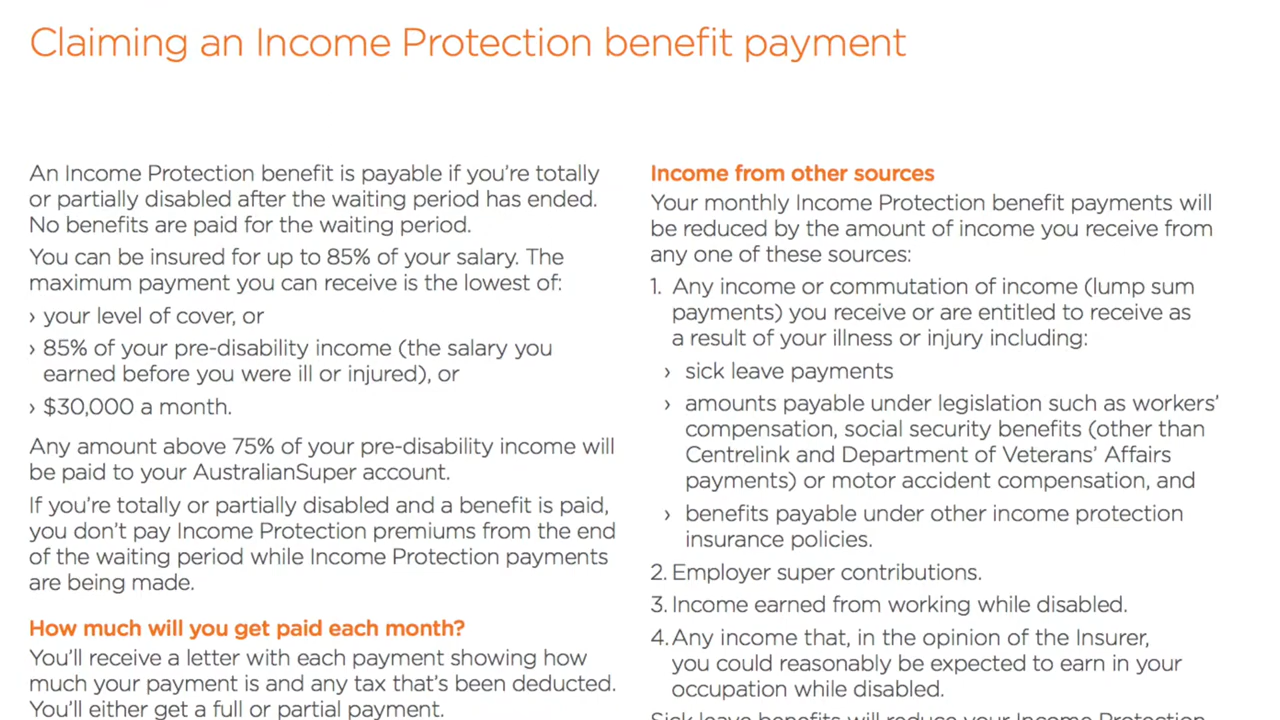 Claiming an Income Protection benefit payment
An Income Protection benefit is payable if you're totally
or partially disabled after the waiting period has ended.
No benefits are paid for the waiting period.
You can be insured for up to 85% of your salary. The
maximum payment you can receive is the lowest of:
› your level of cover, or
› 85% of your pre-disability income (the salary you
earned before you were ill or injured), or
› $30,000 a month.
Any amount above 75% of your pre-disability income will
be paid to your AustralianSuper account.
If you're totally or partially disabled and a benefit is paid,
you don't pay Income Protection premiums from the end
of the waiting period while Income Protection payments
are being made.
How much will you get paid each month?
You'll receive a letter with each payment showing how
much your payment is and any tax that's been deducted.
You'll either get a full or partial payment.
Income from other sources
Your monthly Income Protection benefit payments will
be reduced by the amount of income you receive from
any one of these sources:
1. Any income or commutation of income (lump sum
payments) you receive or are entitled to receive as
a result of your illness or injury including:
› sick leave payments
› amounts payable under legislation such as workers'
compensation, social security benefits (other than
Centrelink and Department of Veterans' Affairs
payments) or motor accident compensation, and
› benefits payable under other income protection
insurance policies.
2. Employer super contributions.
3. Income earned from working while disabled.
4. Any income that, in the opinion of the Insurer,
you could reasonably be expected to earn in your
occupation while disabled.
Sick leave benefits will reduce your Income Protection